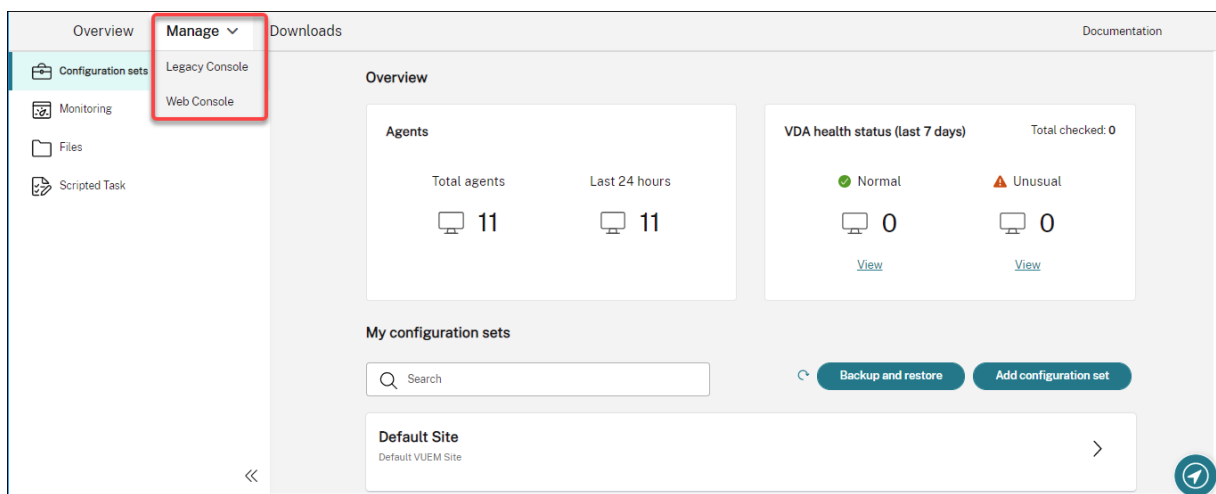 Overview Manage Downloads Documentation
Legacy Console
Web Console
Configuration sets
Monitoring
Files
Scripted Task
Overview
Agents
Total agents Last 24 hours
11 11
VDA health status (last 7 days) Total checked: 0
Normal Unusual
0 0
View View
My configuration sets
Search Backup and restore Add configuration set
Default Site
Default VUEM Site